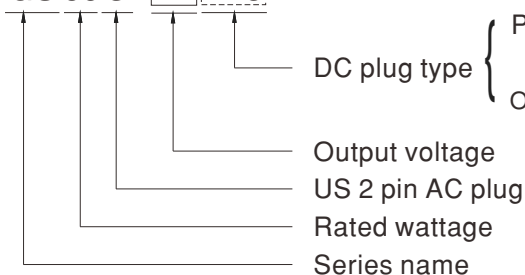 P
DC plug type
O
Output voltage
US 2 pin AC plug
Rated wattage
Series name